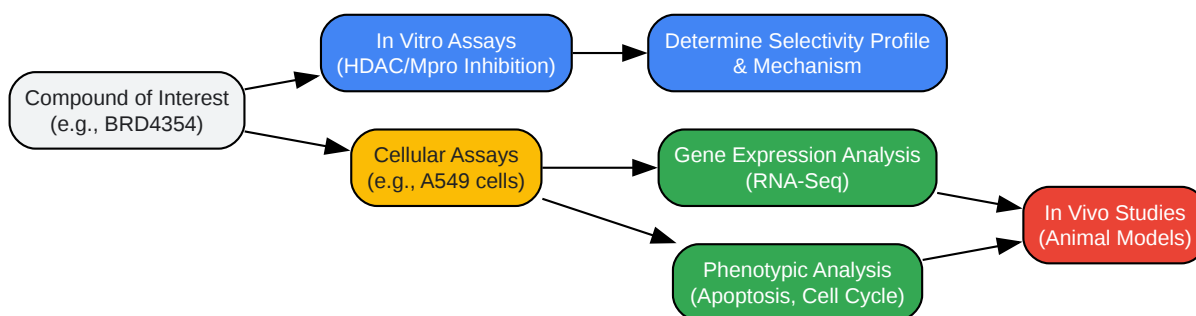 Compound of Interest
(e.g., BRD4354)
In Vitro Assays
(HDAC/Mpro Inhibition)
Determine Selectivity Profile
& Mechanism
Cellular Assays
(e.g., A549 cells)
Gene Expression Analysis
(RNA-Seq)
Phenotypic Analysis
(Apoptosis, Cell Cycle)
In Vivo Studies
(Animal Models)